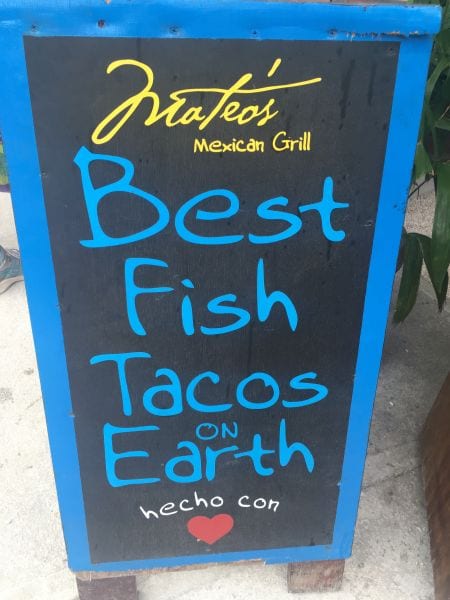 Mateo's
Mexican Grill
Best
Fish
Tacos
ON
Earth
hecho con